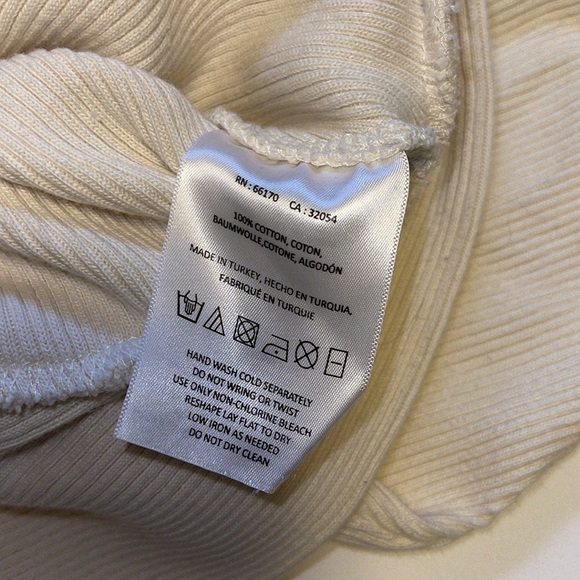 RN : 66170 CA : 32054
100% COTTON, COTON,
BAUMWOLLE,COTONE, ALGODÓN
MADE IN TURKEY, HECHO EN TURQUIA,
FABRIQUÉ EN TURQUIE
HAND WASH COLD SEPARATELY
DO NOT WRING OR TWIST
USE ONLY NON-CHLORINE BLEACH
RESHAPE LAY FLAT TO DRY
LOW IRON AS NEEDED
DO NOT DRY CLEAN